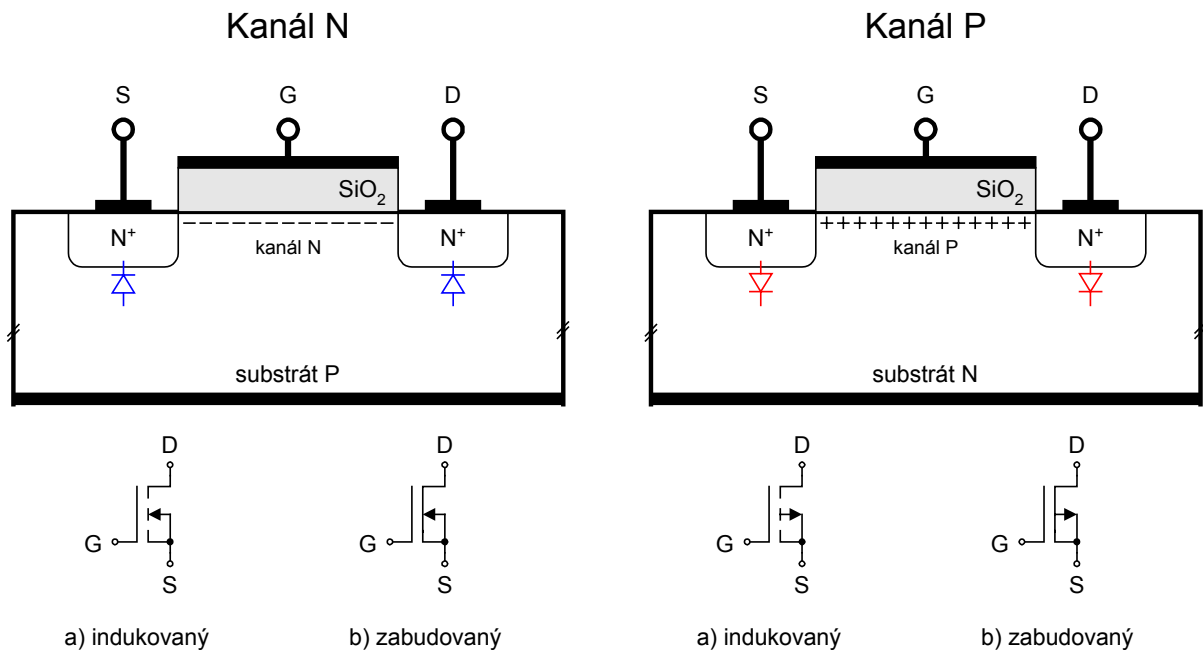 Kanál N
Kanál P
S G D
S G D
SiO₂
SiO₂
N⁺ N⁺
N⁺ N⁺
kanál N
kanál P
substrát P
substrát N
D D
D D
G G
G G
S S
S S
a) indukovaný b) zabudovaný
a) indukovaný b) zabudovaný